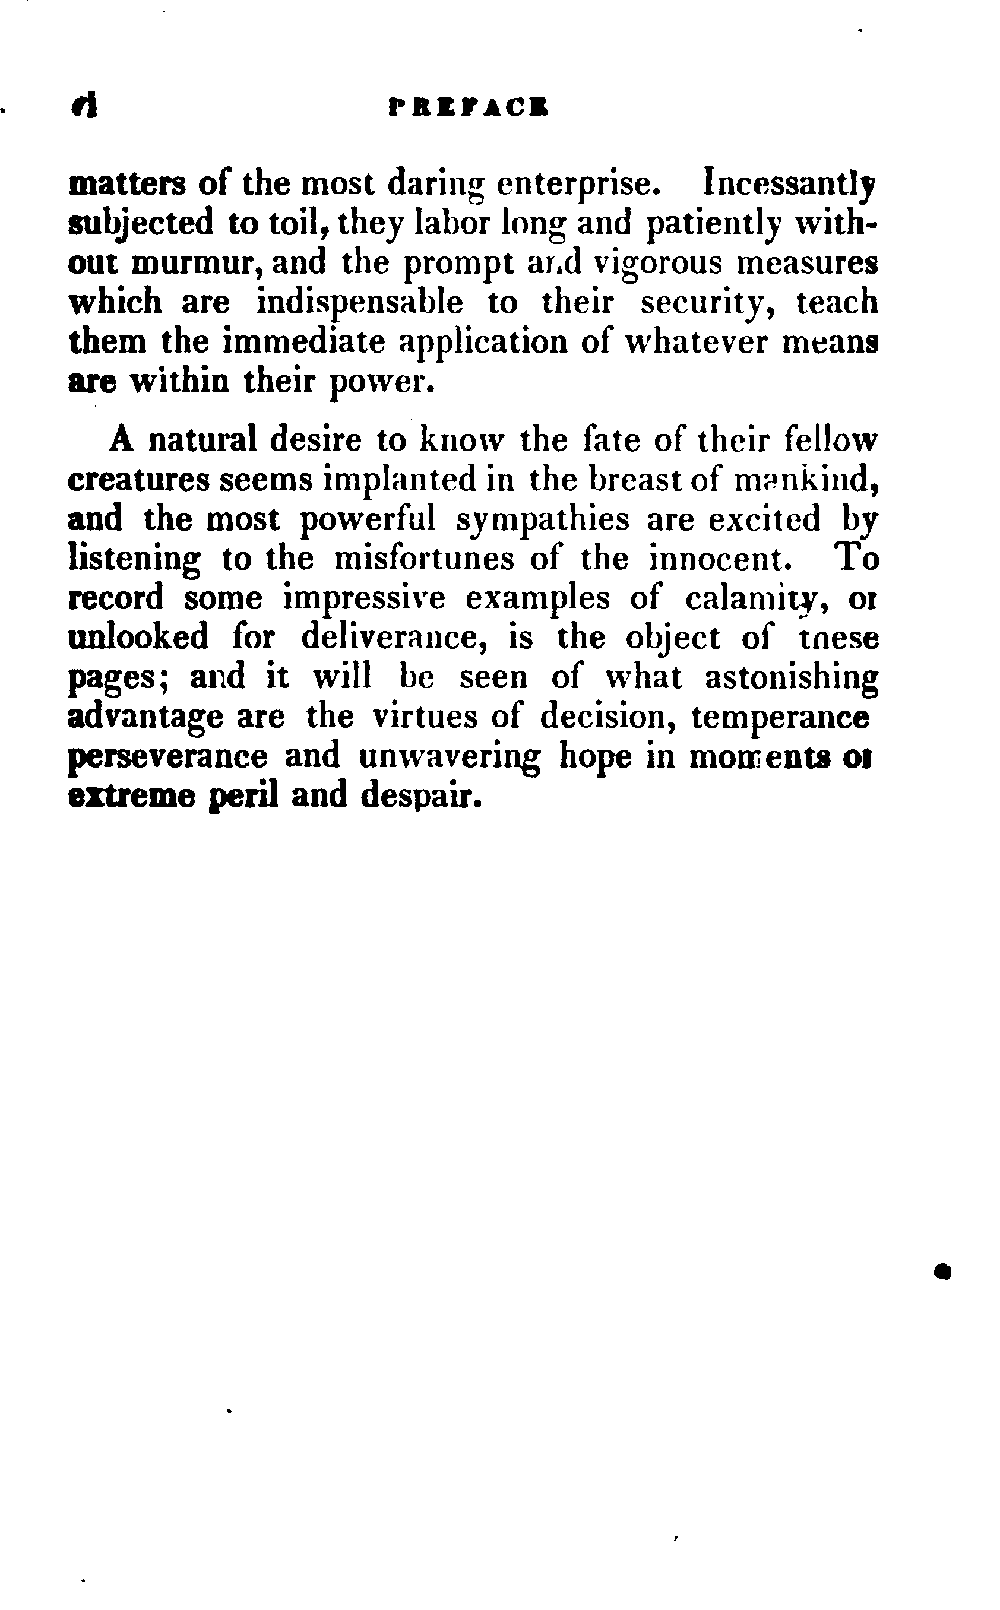 vi PREFACE
matters of the most daring enterprise. Incessantly
subjected to toil, they labor long and patiently with-
out murmur, and the prompt and vigorous measures
which are indispensable to their security, teach
them the immediate application of whatever means
are within their power.
A natural desire to know the fate of their fellow
creatures seems implanted in the breast of mankind,
and the most powerful sympathies are excited by
listening to the misfortunes of the innocent. To
record some impressive examples of calamity, or
unlooked for deliverance, is the object of these
pages; and it will be seen of what astonishing
advantage are the virtues of decision, temperance
perseverance and unwavering hope in moments of
extreme peril and despair.